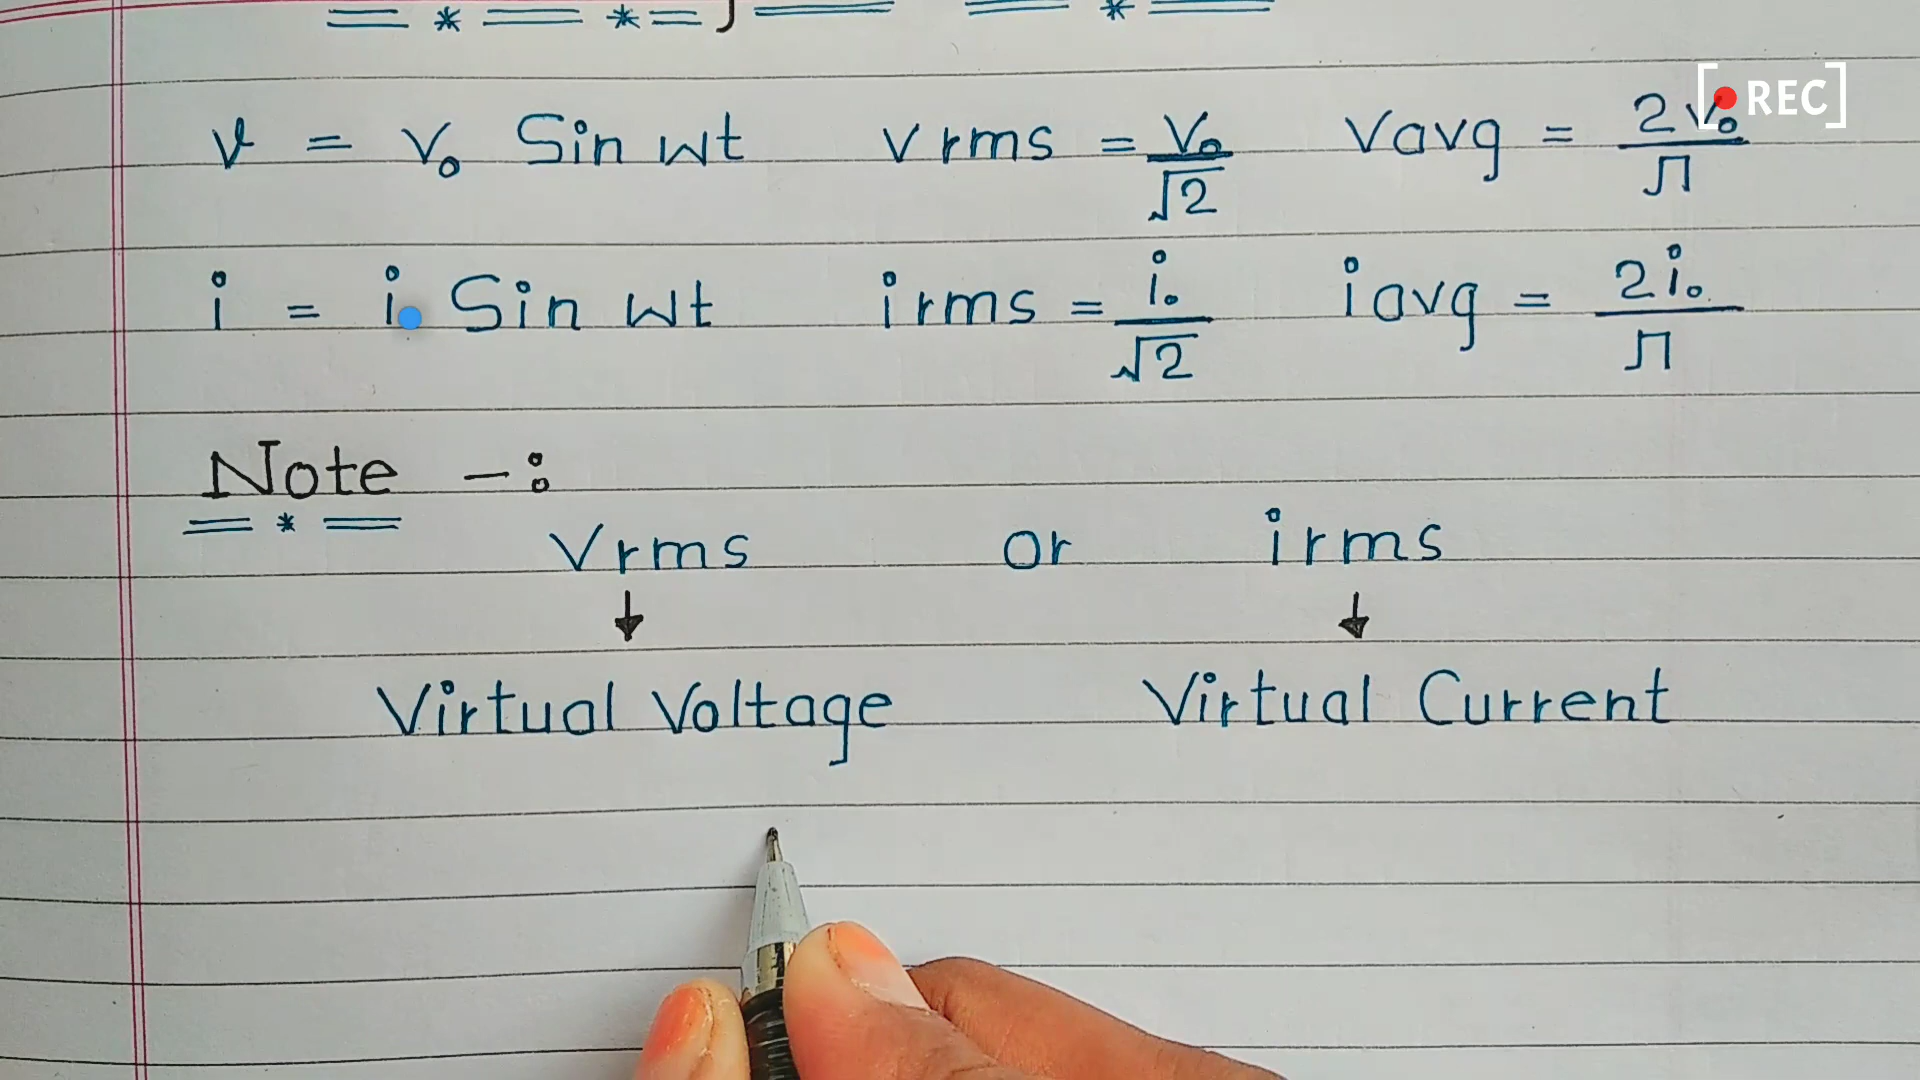 REC
v = V₀ Sin wt Vrms = V₀/√2 Vavg = 2V₀/π
i = i₀ Sin wt irms = i₀/√2 iavg = 2i₀/π
Note -:
Vrms or irms
↓ ↓
Virtual Voltage Virtual Current